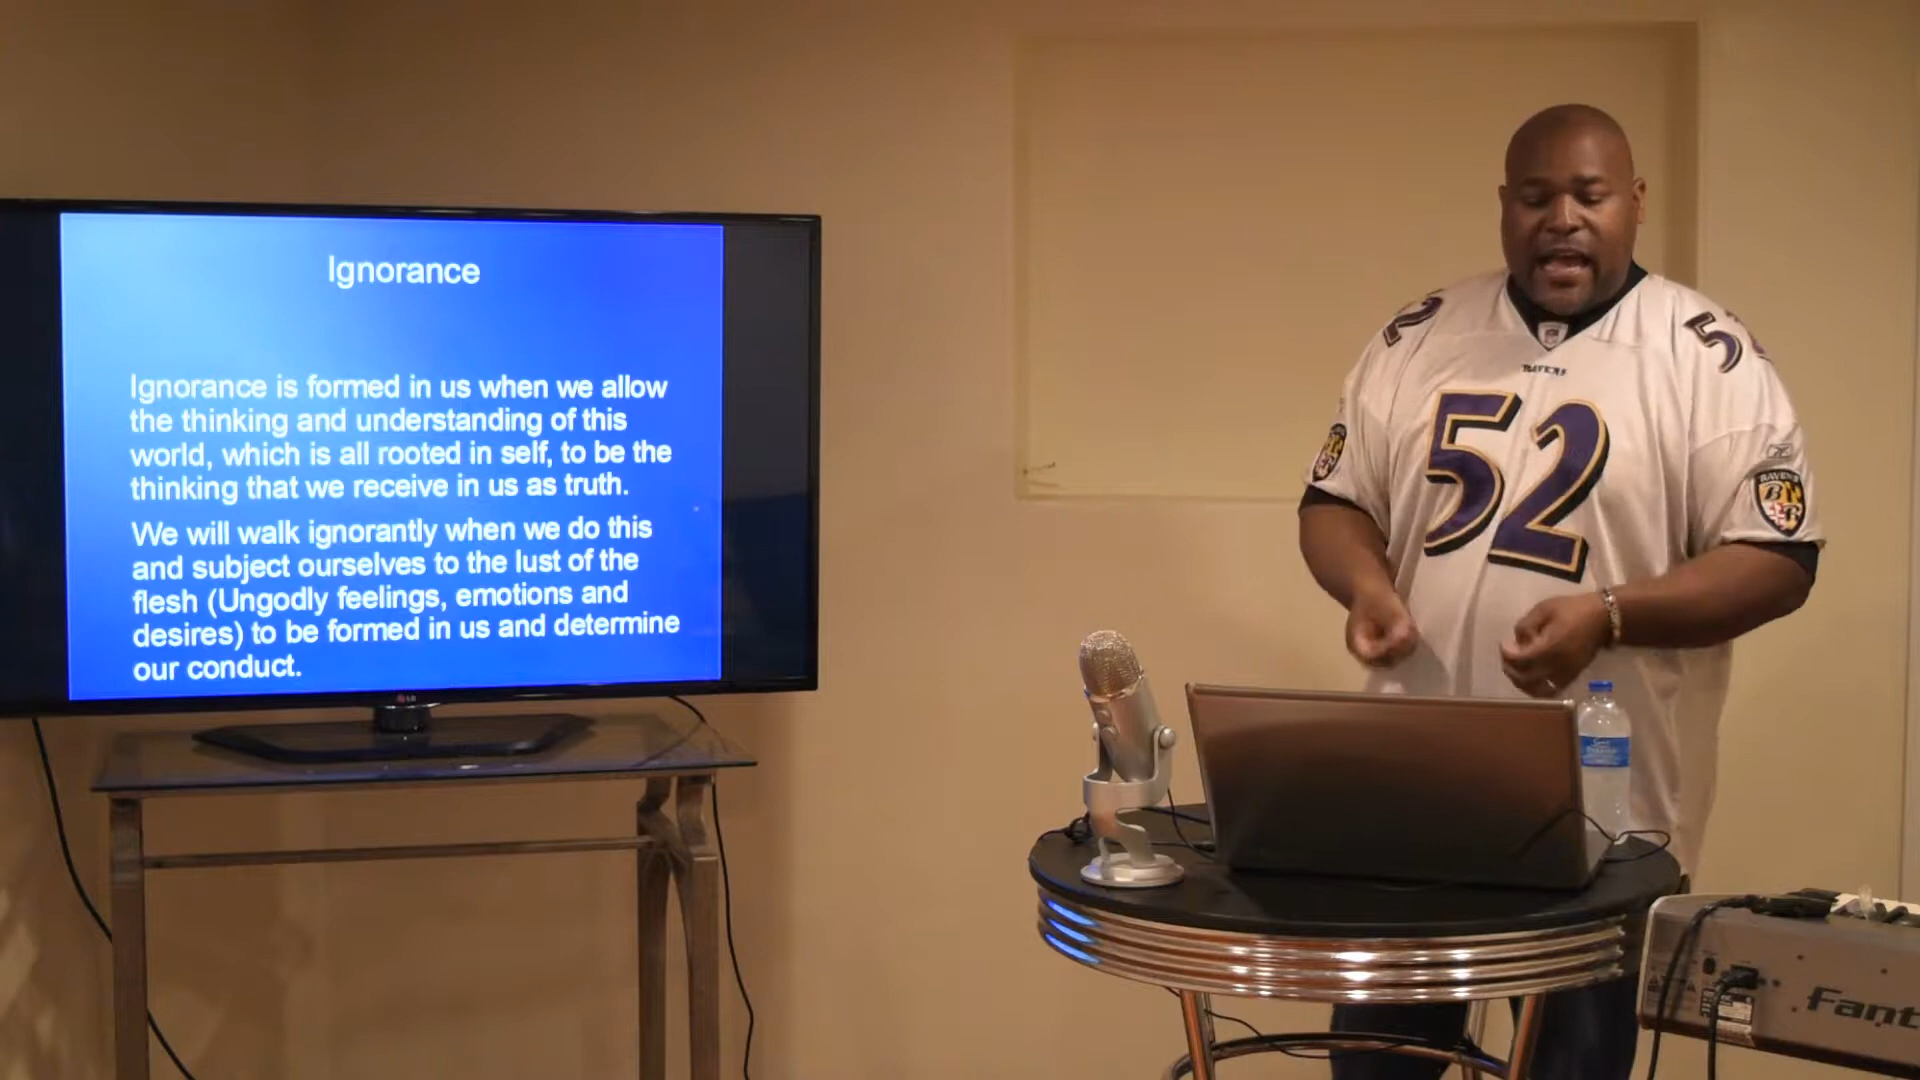 Ignorance
Ignorance is formed in us when we allow
the thinking and understanding of this
world, which is all rooted in self, to be the
thinking that we receive in us as truth.
We will walk ignorantly when we do this
and subject ourselves to the lust of the
flesh (Ungodly feelings, emotions and
desires) to be formed in us and determine
our conduct.
LG
52
RAVENS
52
RAVENS
B
Fant